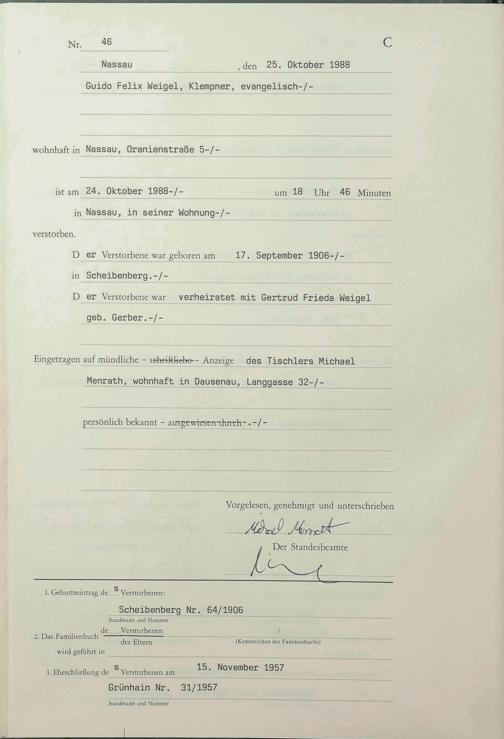 Nr. 46 C
Nassau , den 25. Oktober 1988
Guido Felix Weigel, Klempner, evangelisch-/-
wohnhaft in Nassau, Oranienstraße 5-/-
ist am 24. Oktober 1988-/- um 18 Uhr 46 Minuten
in Nassau, in seiner Wohnung-/-
verstorben.
D er Verstorbene war geboren am 17. September 1906-/-
in Scheibenberg.-/-
D er Verstorbene war verheiratet mit Gertrud Frieda Weigel
geb. Gerber.-/-
Eingetragen auf mündliche - schriftliche - Anzeige des Tischlers Michael
Menrath, wohnhaft in Dausenau, Langgasse 32-/-
persönlich bekannt - ausgewiesen durch -.-/-
Vorgelesen, genehmigt und unterschrieben
Michael Menrath
Der Standesbeamte
1. Geburtseintrag de s Verstorbenen:
Scheibenberg Nr. 64/1906
Standesamt und Nummer
2. Das Familienbuch de Verstorbenen /
der Eltern (Kennzeichen des Familienbuchs)
wird geführt in
3. Eheschließung de s Verstorbenen am 15. November 1957
Grünhain Nr. 31/1957
Standesamt und Nummer